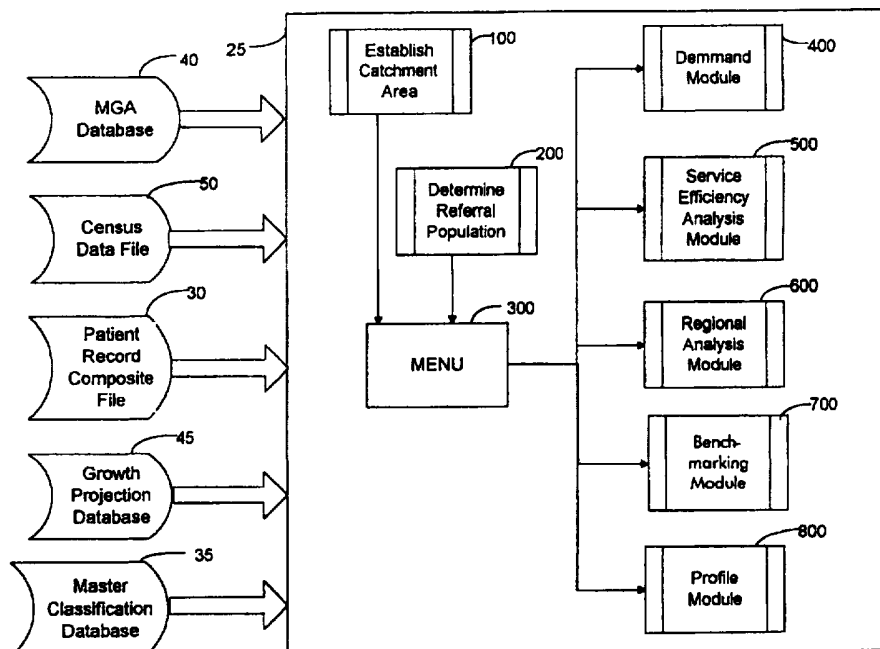 40
MGA
Database
50
Census
Data File
30
Patient
Record
Composite
File
45
Growth
Projection
Database
35
Master
Classification
Database
25
100
Establish
Catchment
Area
200
Determine
Referral
Population
300
MENU
400
Demmand
Module
500
Service
Efficiency
Analysis
Module
600
Regional
Analysis
Module
700
Bench-
marking
Module
800
Profile
Module